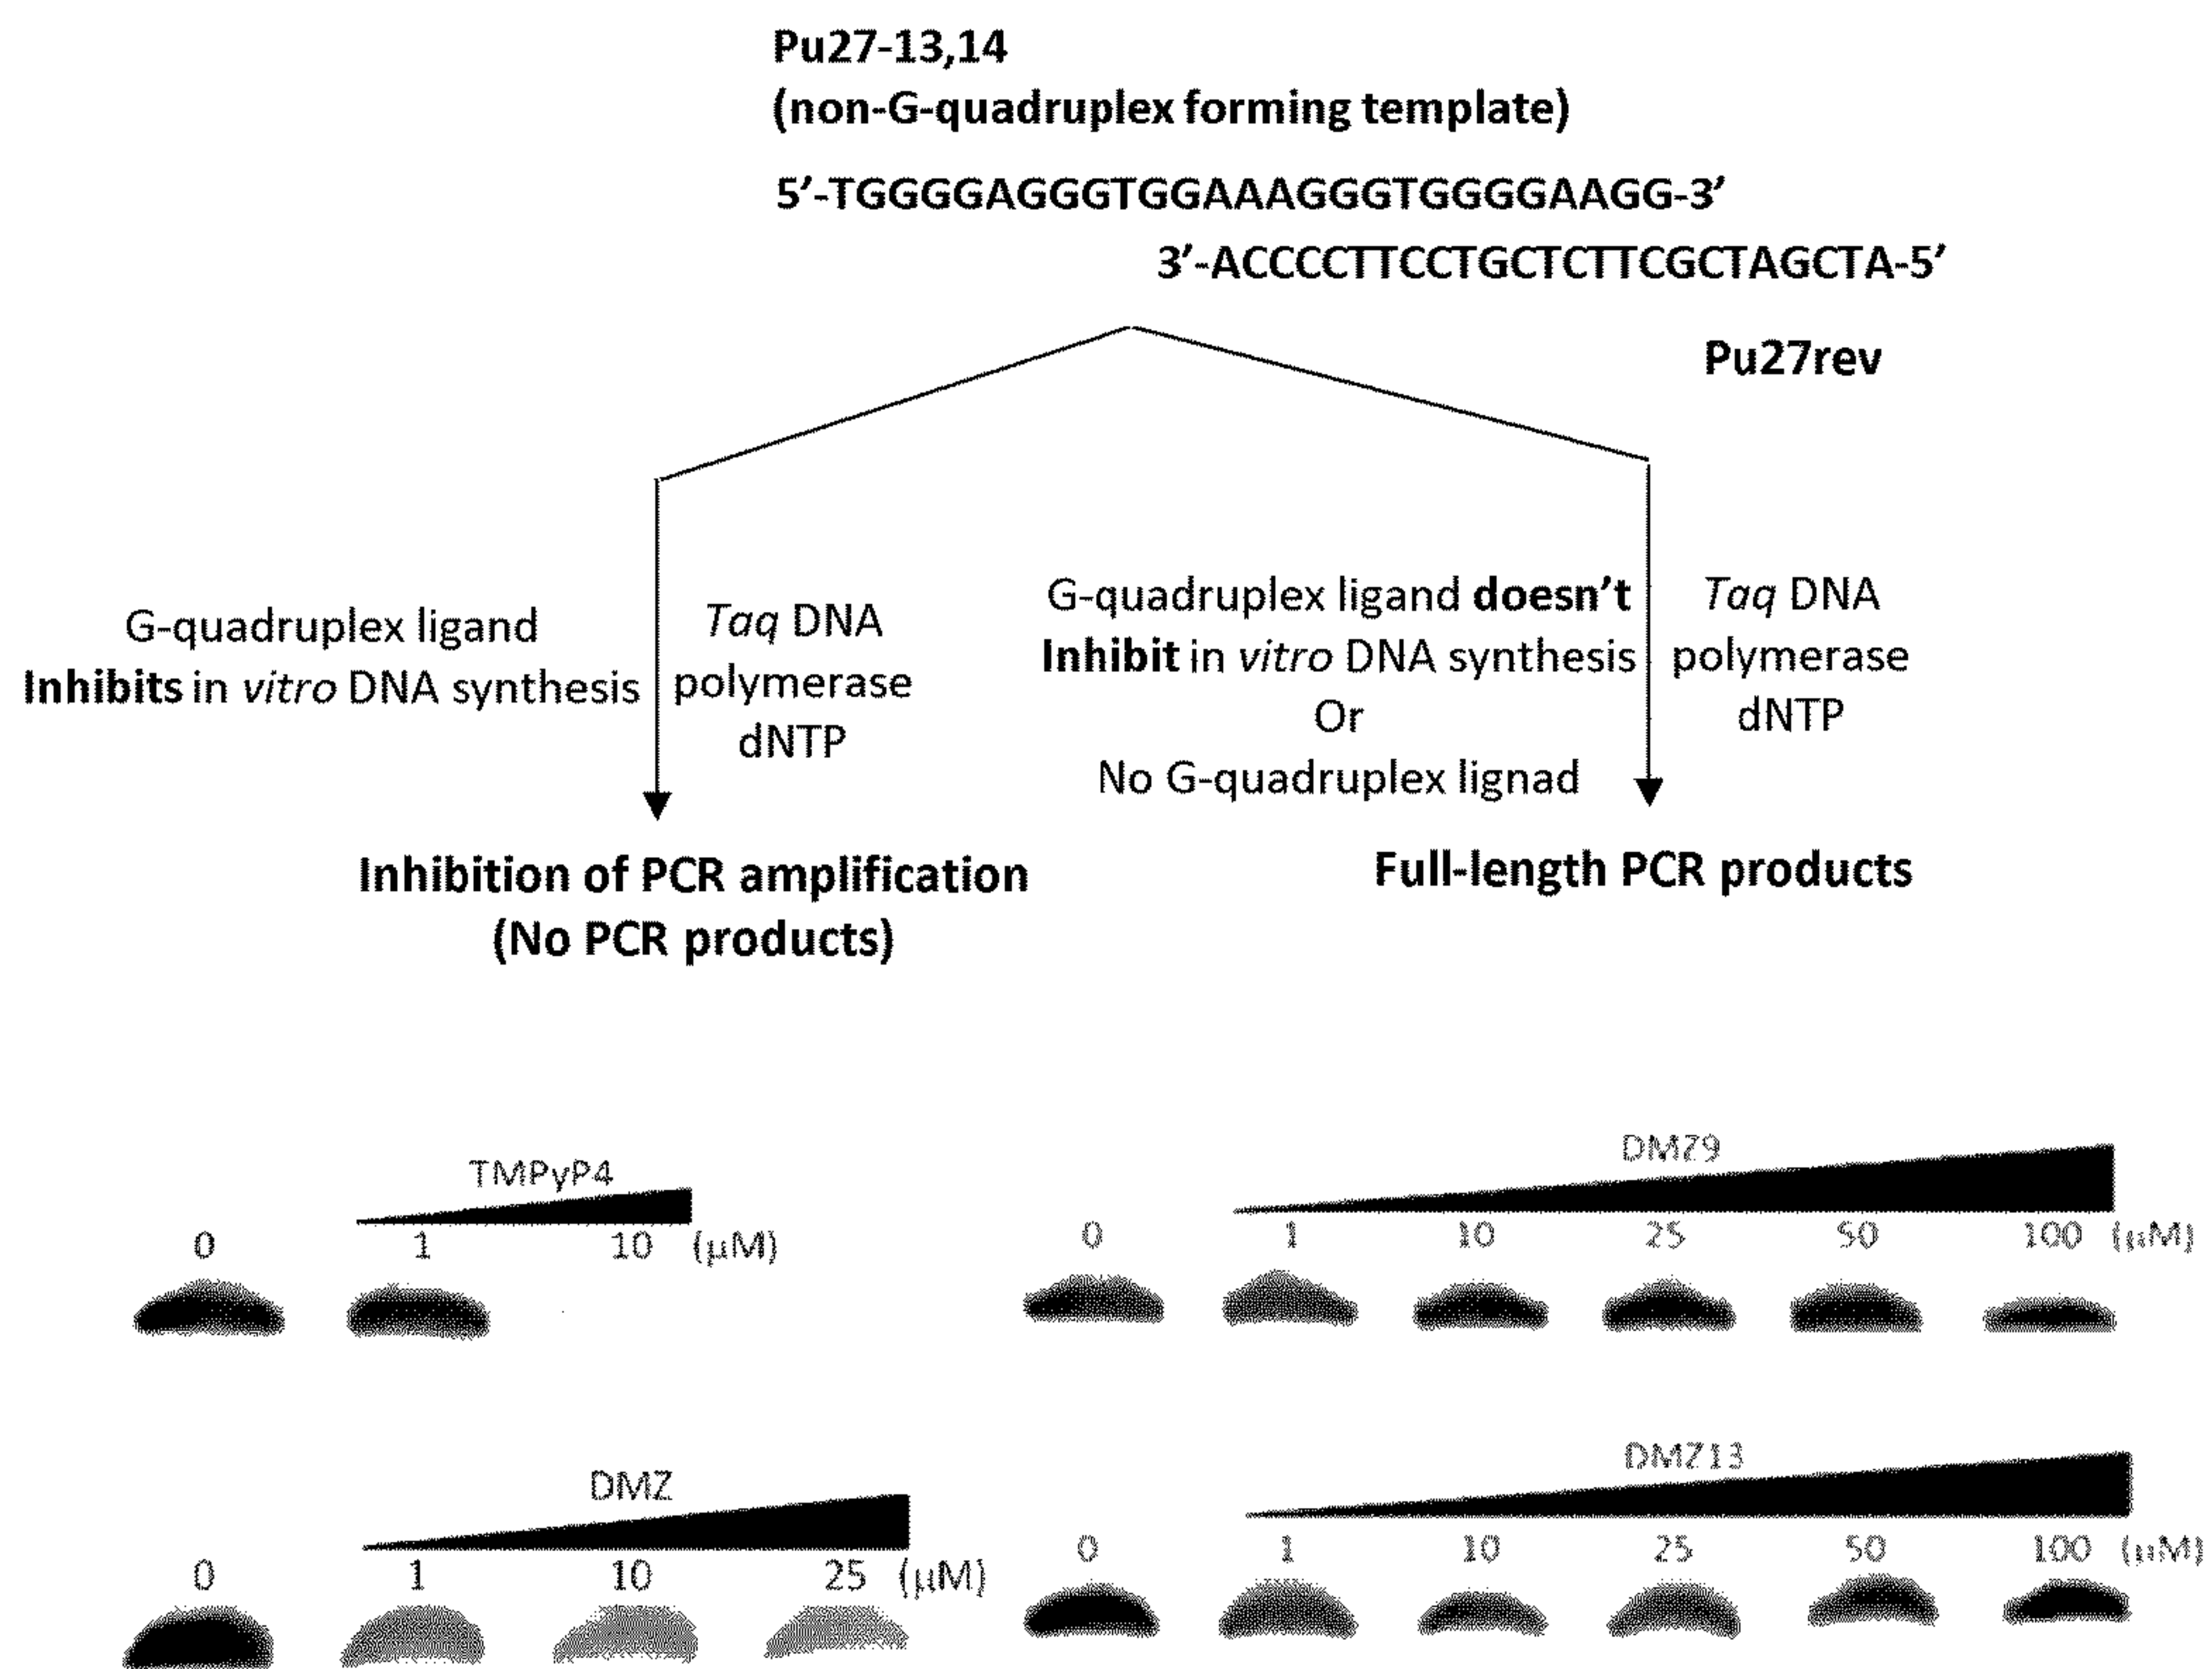 Pu27-13,14
(non-G-quadruplex forming template)
5’-TGGGGAGGGTGGAAAGGGTGGGGAAGG-3’
3’-ACCCCTTCCTGCTCTTCGCTAGCTA-5’
Pu27rev
G-quadruplex ligand
Inhibits in vitro DNA synthesis
Taq DNA
polymerase
dNTP
G-quadruplex ligand doesn’t
Inhibit in vitro DNA synthesis
Or
No G-quadruplex lignad
Taq DNA
polymerase
dNTP
Inhibition of PCR amplification
(No PCR products)
Full-length PCR products
TMPyP4
0 1 10 (μM)
DMZ9
0 1 10 25 50 100 (μM)
DMZ
0 1 10 25 (μM)
DMZ13
0 1 10 25 50 100 (μM)